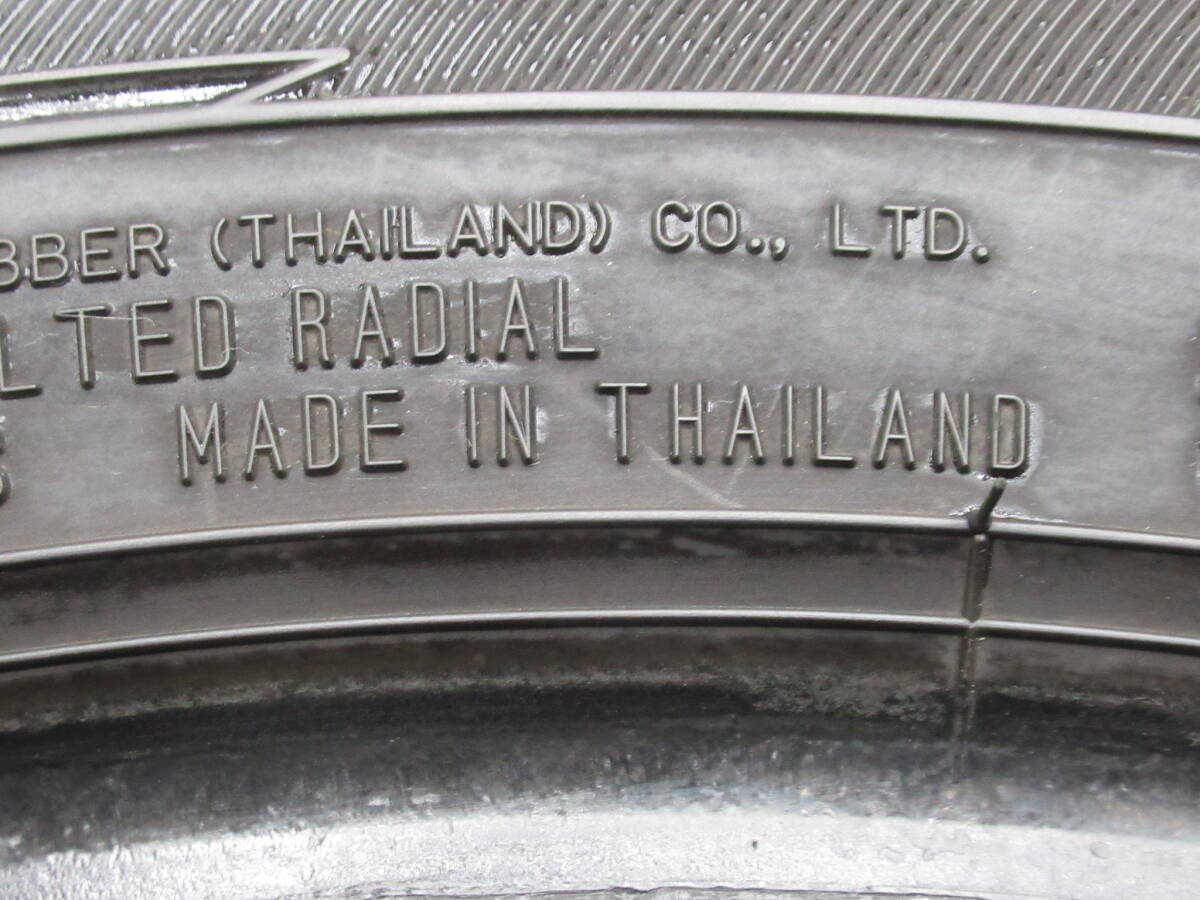 BBER (THAILAND) CO., LTD.
LTED RADIAL
MADE IN THAILAND